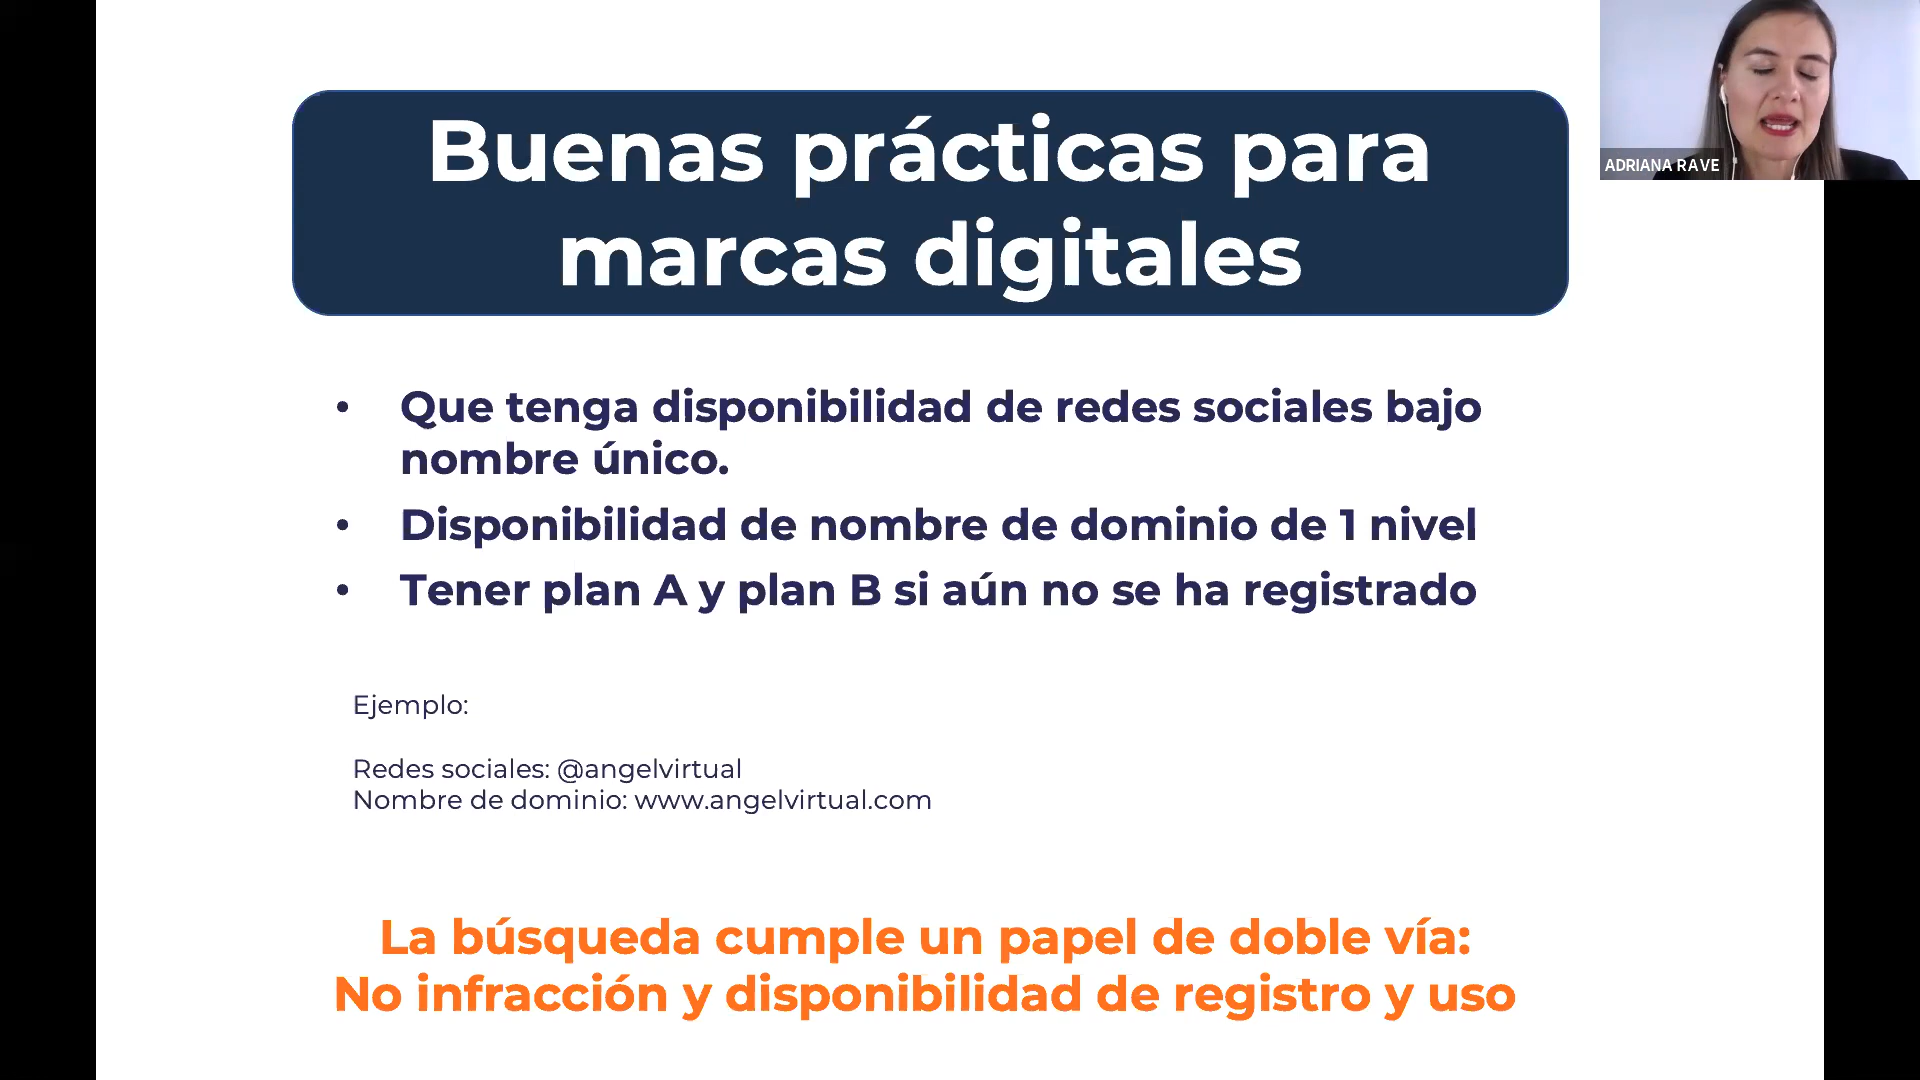 Buenas prácticas para
marcas digitales
ADRIANA RAVE
• Que tenga disponibilidad de redes sociales bajo
nombre único.
• Disponibilidad de nombre de dominio de 1 nivel
• Tener plan A y plan B si aún no se ha registrado
Ejemplo:
Redes sociales: @angelvirtual
Nombre de dominio: www.angelvirtual.com
La búsqueda cumple un papel de doble vía:
No infracción y disponibilidad de registro y uso